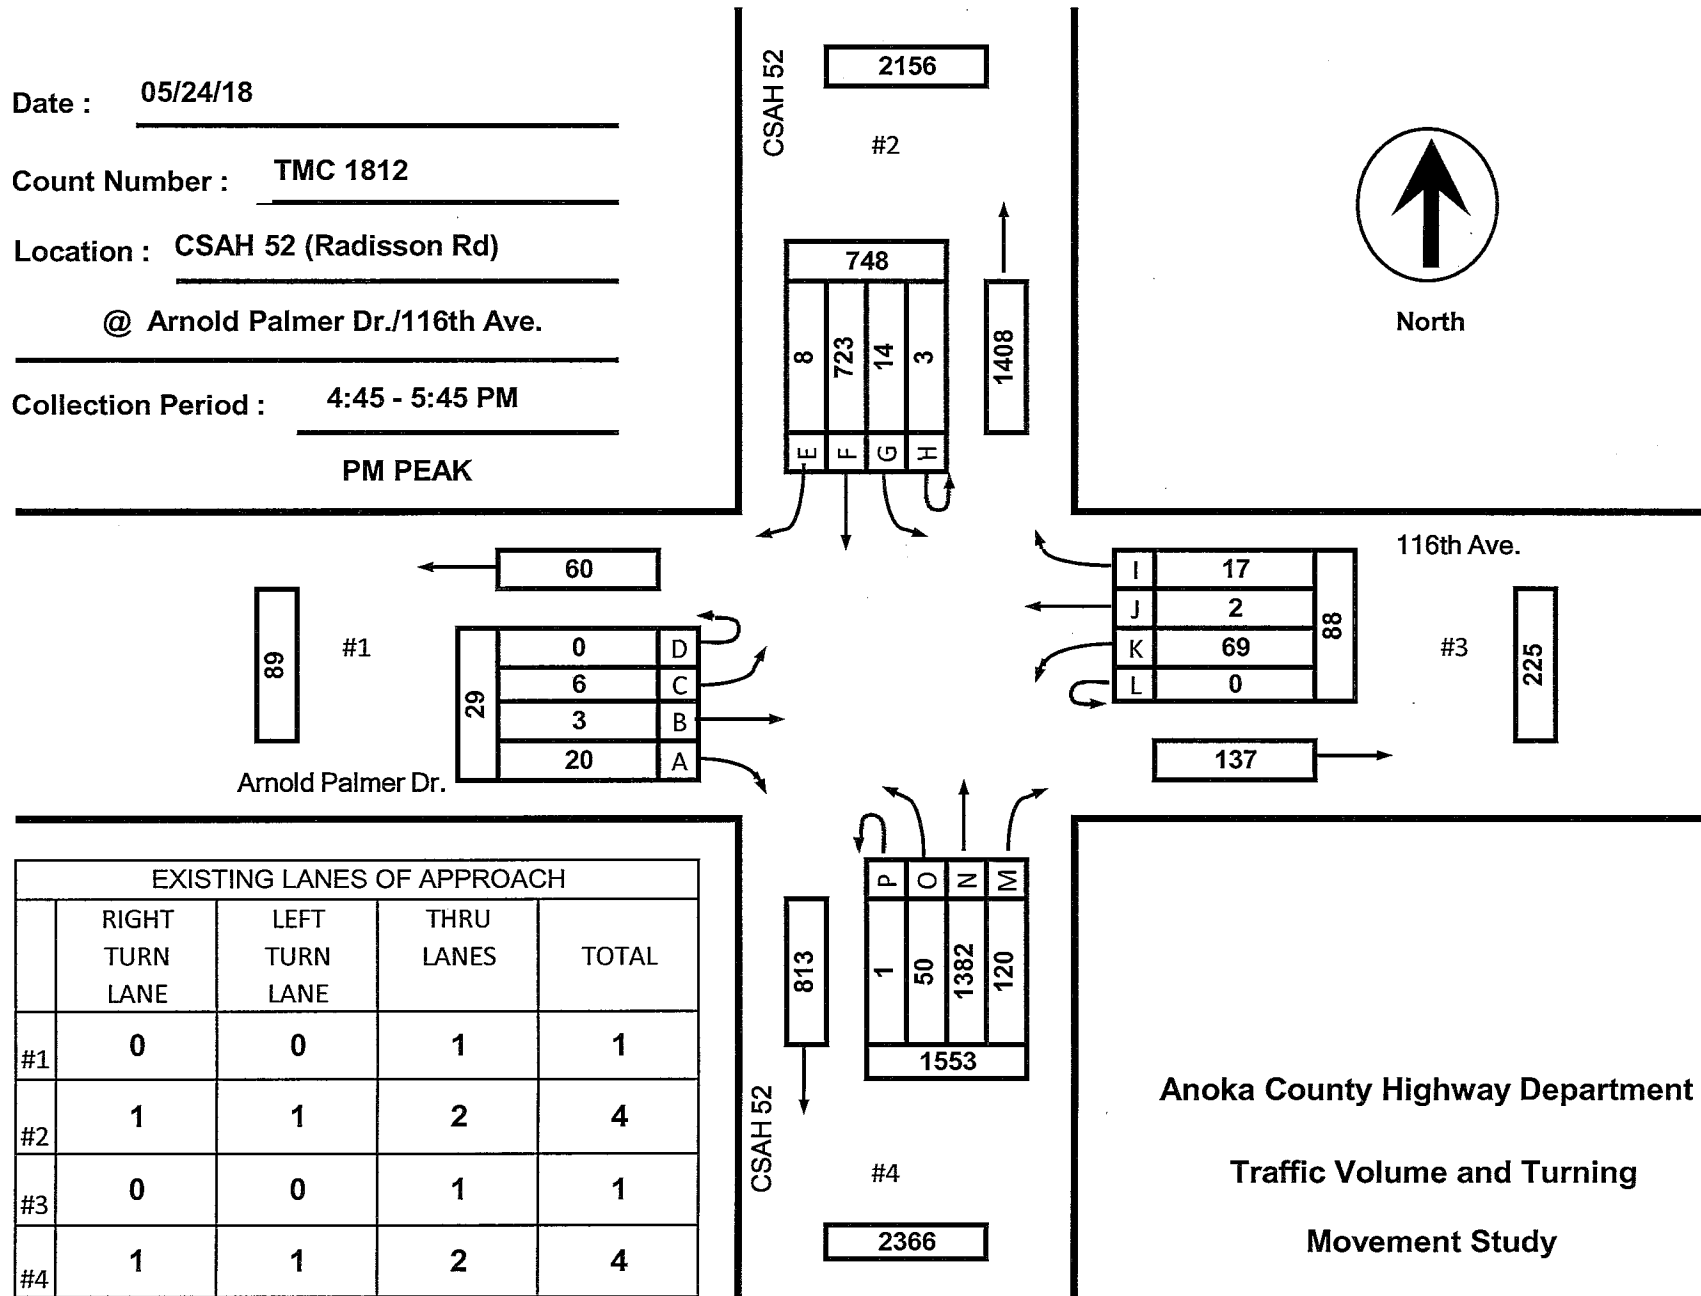 Date : 05/24/18
Count Number : TMC 1812
Location : CSAH 52 (Radisson Rd)
@ Arnold Palmer Dr./116th Ave.
Collection Period : 4:45 - 5:45 PM
PM PEAK
CSAH 52
2156
#2
748
8 723 14 3
E F G H
1408
North
60
89
#1
29
0 D
6 C
3 B
20 A
Arnold Palmer Dr.
116th Ave.
I 17
J 2
K 69
L 0
88
#3
225
137
P O N M
1 50 1382 120
1553
813
CSAH 52
#4
2366
EXISTING LANES OF APPROACH
RIGHT TURN LANE LEFT TURN LANE THRU LANES TOTAL
#1 0 0 1 1
#2 1 1 2 4
#3 0 0 1 1
#4 1 1 2 4
Anoka County Highway Department
Traffic Volume and Turning
Movement Study